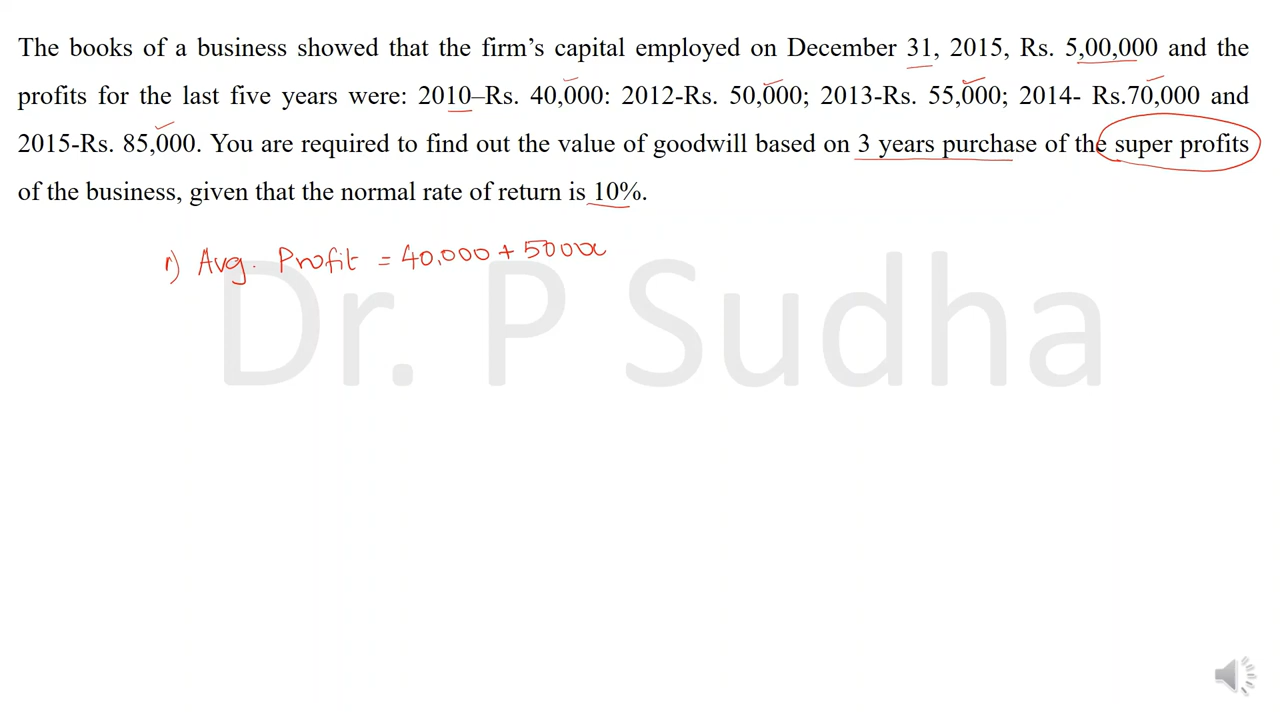 The books of a business showed that the firm’s capital employed on December 31, 2015, Rs. 5,00,000 and the
profits for the last five years were: 2010–Rs. 40,000: 2012-Rs. 50,000; 2013-Rs. 55,000; 2014- Rs.70,000 and
2015-Rs. 85,000. You are required to find out the value of goodwill based on 3 years purchase of the super profits
of the business, given that the normal rate of return is 10%.
1) Avg. Profit = 40,000 + 50000
Dr. P Sudha